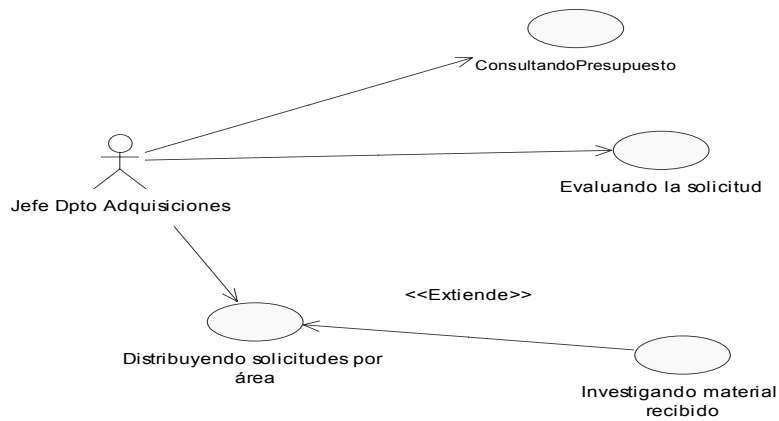 ConsultandoPresupuesto
Evaluando la solicitud
Jefe Dpto Adquisiciones
<<Extiende>>
Distribuyendo solicitudes por
área
Investigando material
recibido